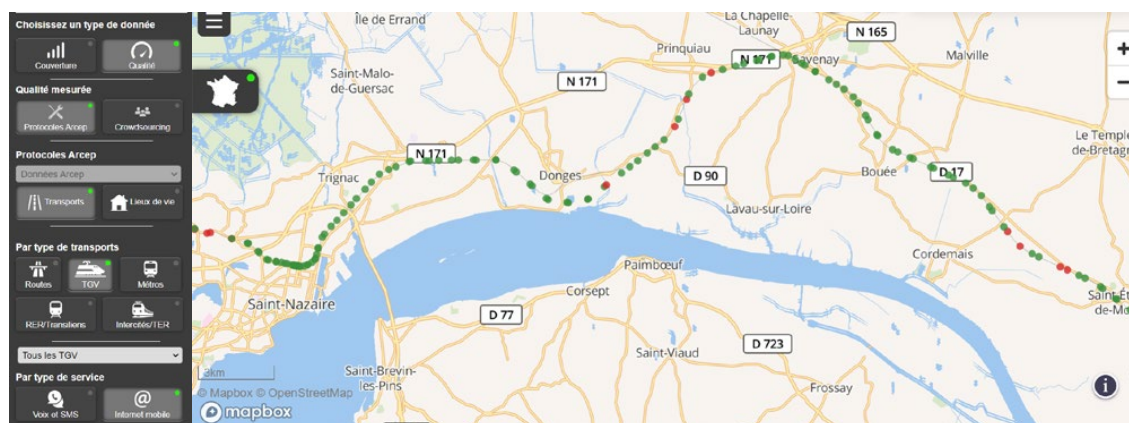 Choisissez un type de donnée
Couverture
Qualité
Qualité mesurée
Protocoles Arcep
Crowdsourcing
Protocoles Arcep
Données Arcep
Transports
Lieux de vie
Par type de transports
Routes
TGV
Métros
RER/Transiliens
Intercités/TER
Tous les TGV
Par type de service
Voix et SMS
Internet mobile
Île de Errand
La Chapelle-
Launay
N 165
Prinquiau
N 171
Savenay
Malville
Saint-Malo-
de-Guersac
N 171
Le Temple
de-Bretagn
N 171
Trignac
Donges
D 90
Bouée
D 17
Lavau-sur-Loire
Cordemais
Paimbœuf
Saint-Nazaire
Corsept
Saint-Ét
de-Mo
D 77
D 723
Saint-Viaud
3km
Saint-Brevin-
les-Pins
Frossay
© Mapbox © OpenStreetMap
mapbox
+
−
i